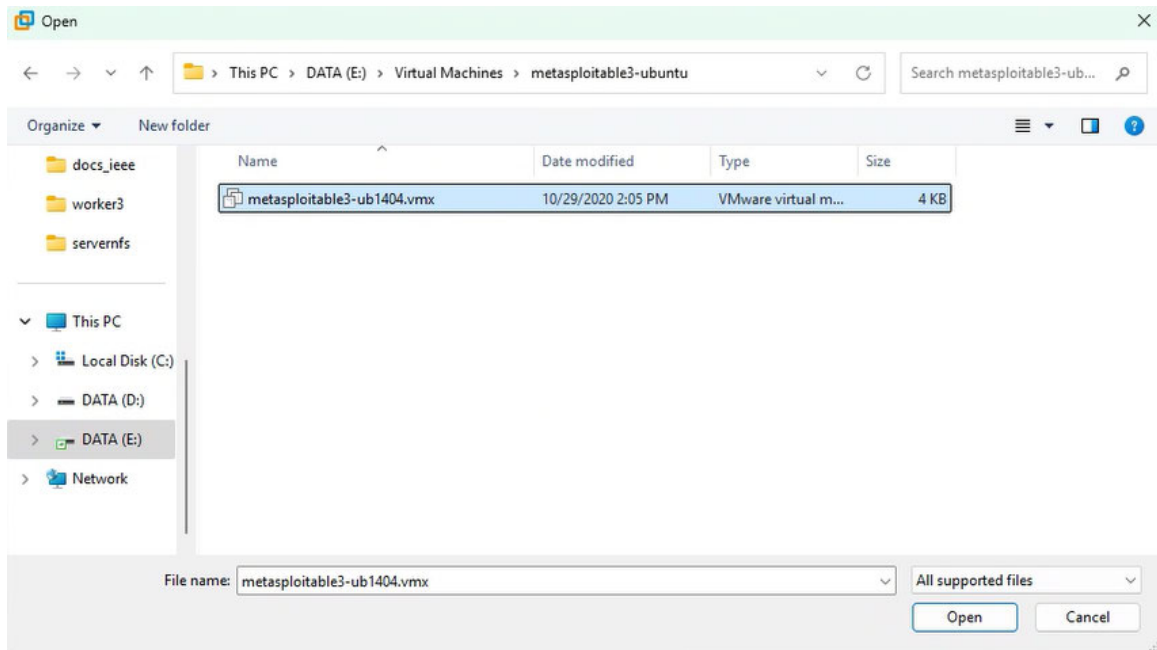 Open
This PC > DATA (E:) > Virtual Machines > metasploitable3-ubuntu
Search metasploitable3-ub...
Organize
New folder
Name Date modified Type Size
metasploitable3-ub1404.vmx 10/29/2020 2:05 PM VMware virtual m... 4 KB
docs_ieee
worker3
servernfs
This PC
Local Disk (C:)
DATA (D:)
DATA (E:)
Network
File name: metasploitable3-ub1404.vmx
All supported files
Open Cancel